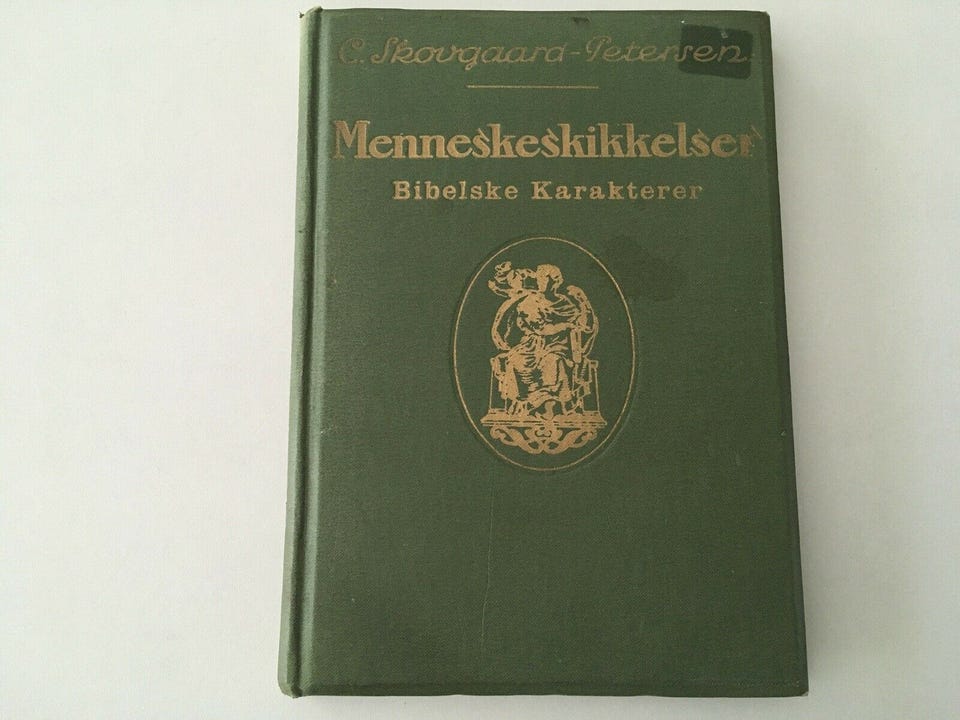 C. Skovgaard-Petersen
Menneskeskikkelser
Bibelske Karakterer